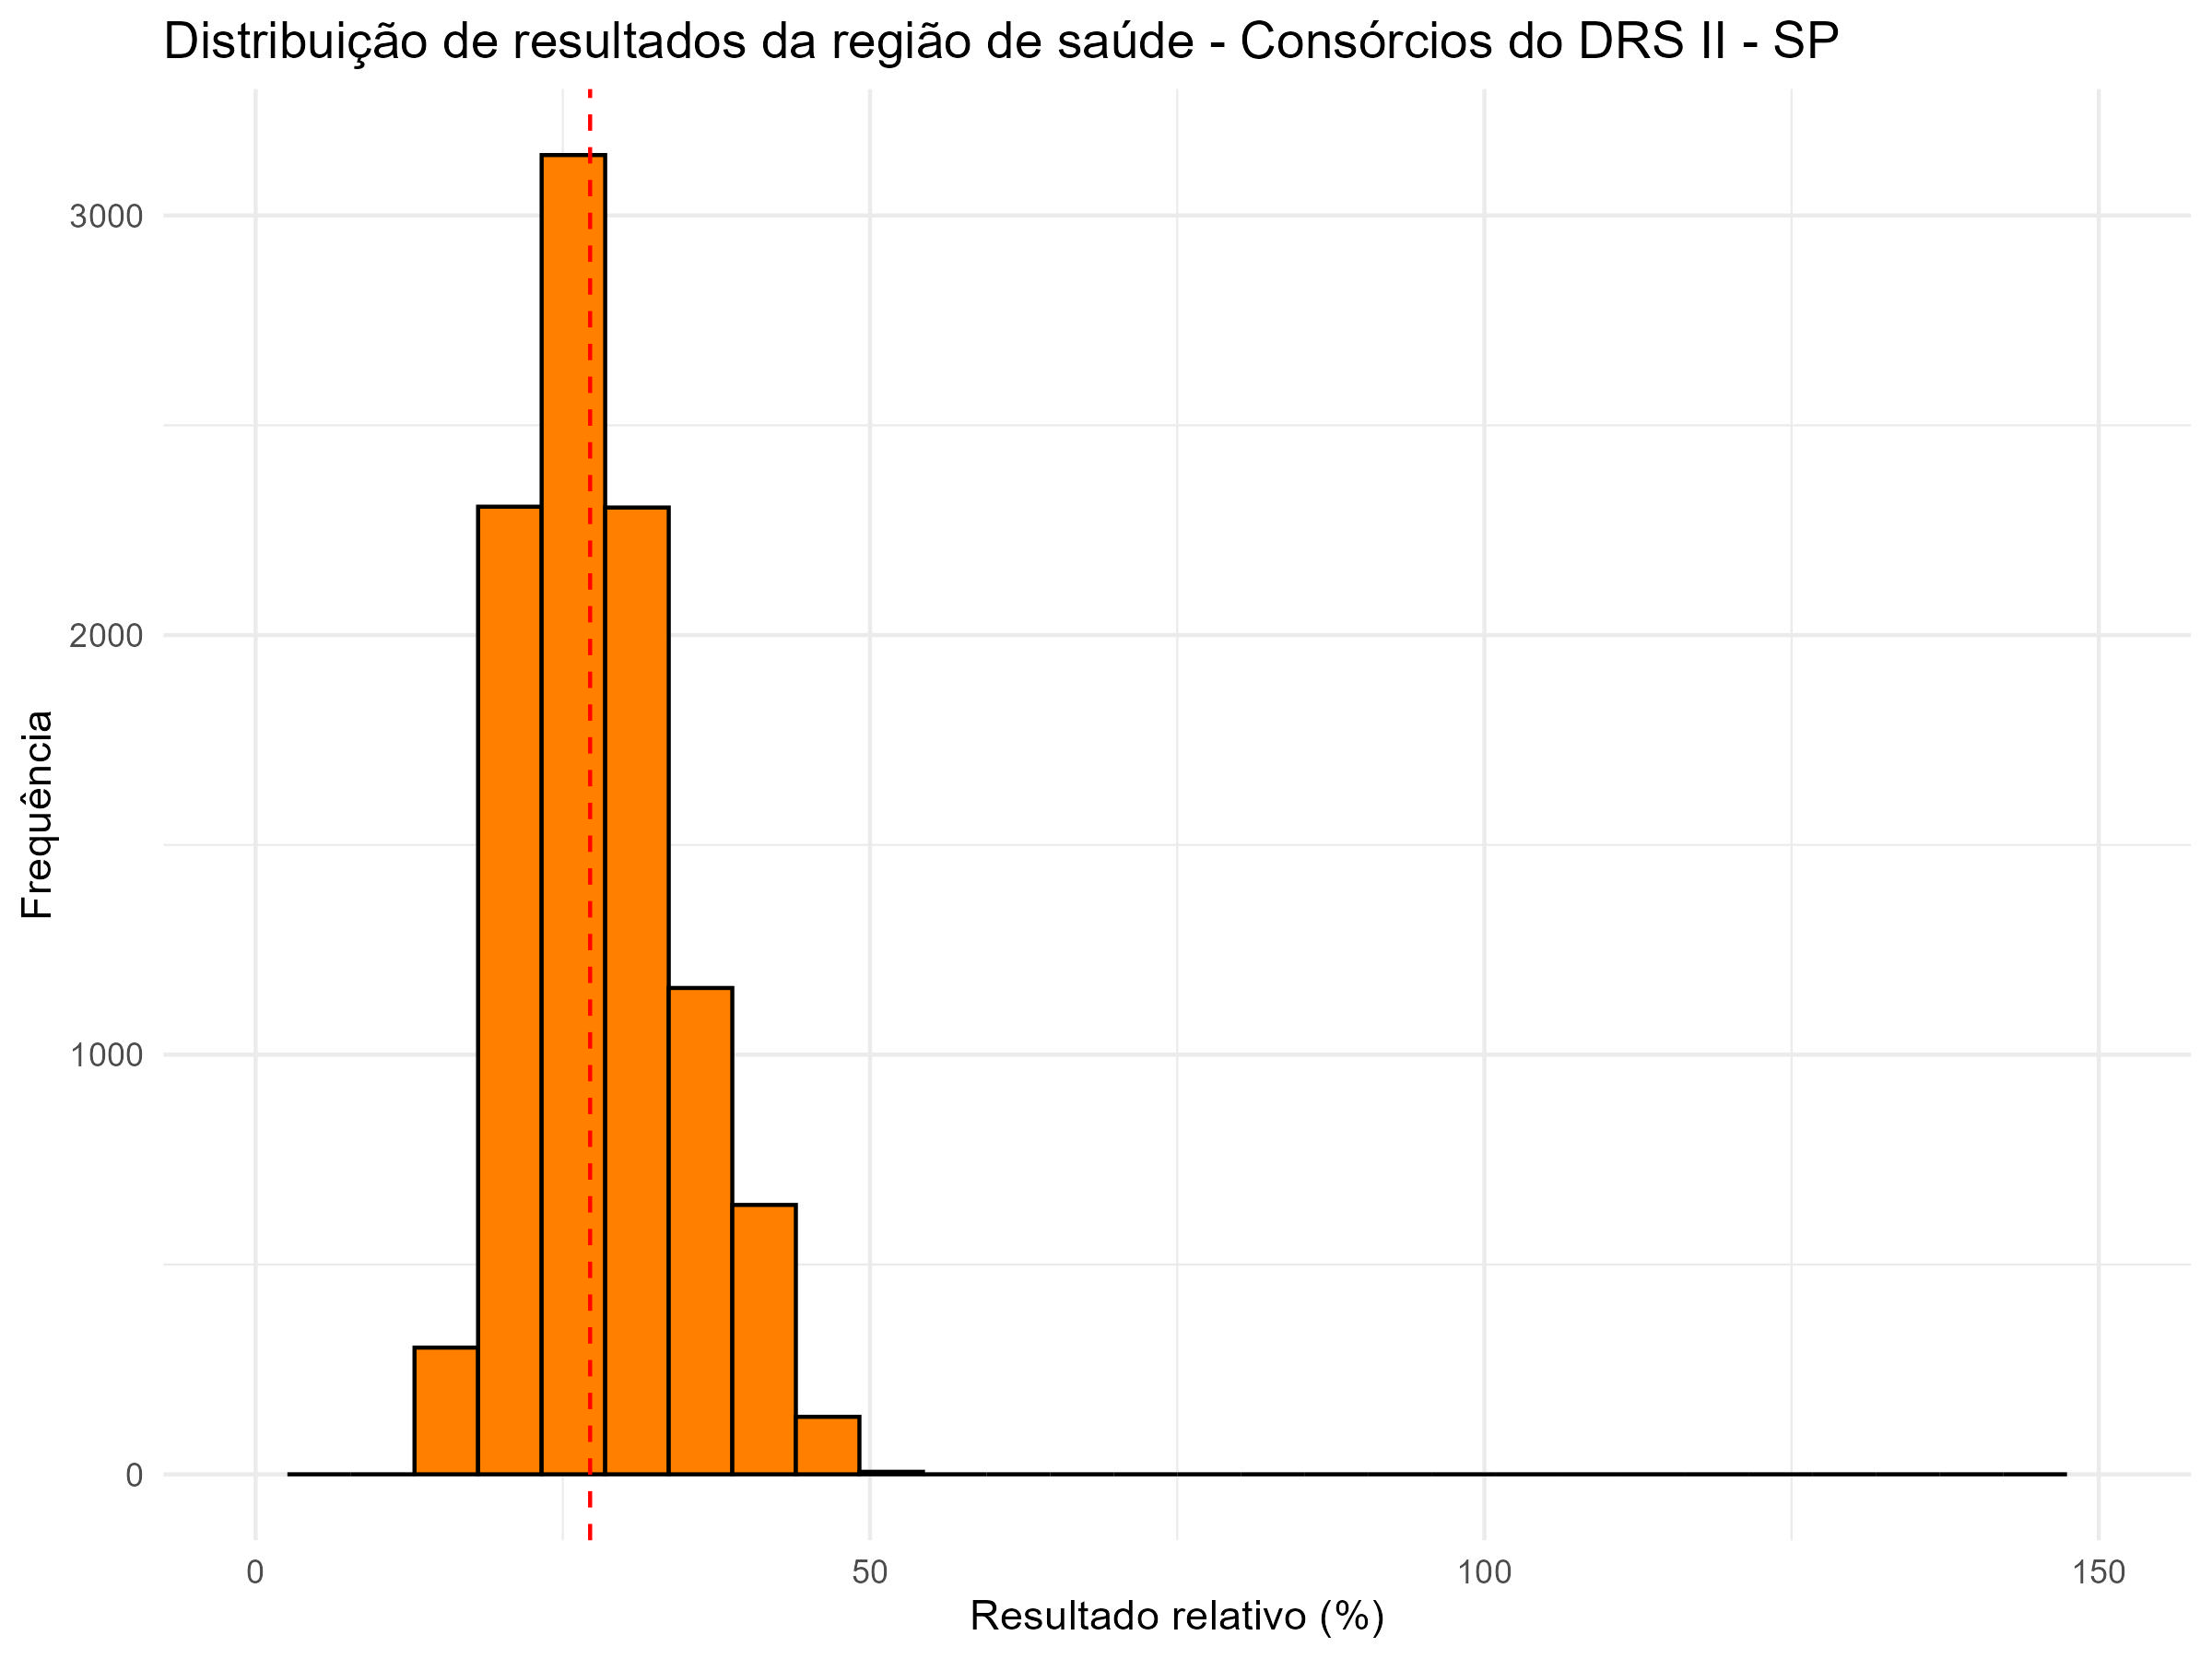 Distribuição de resultados da região de saúde - Consórcios do DRS II - SP
Frequência
3000
2000
1000
0
0
50
100
150
Resultado relativo (%)